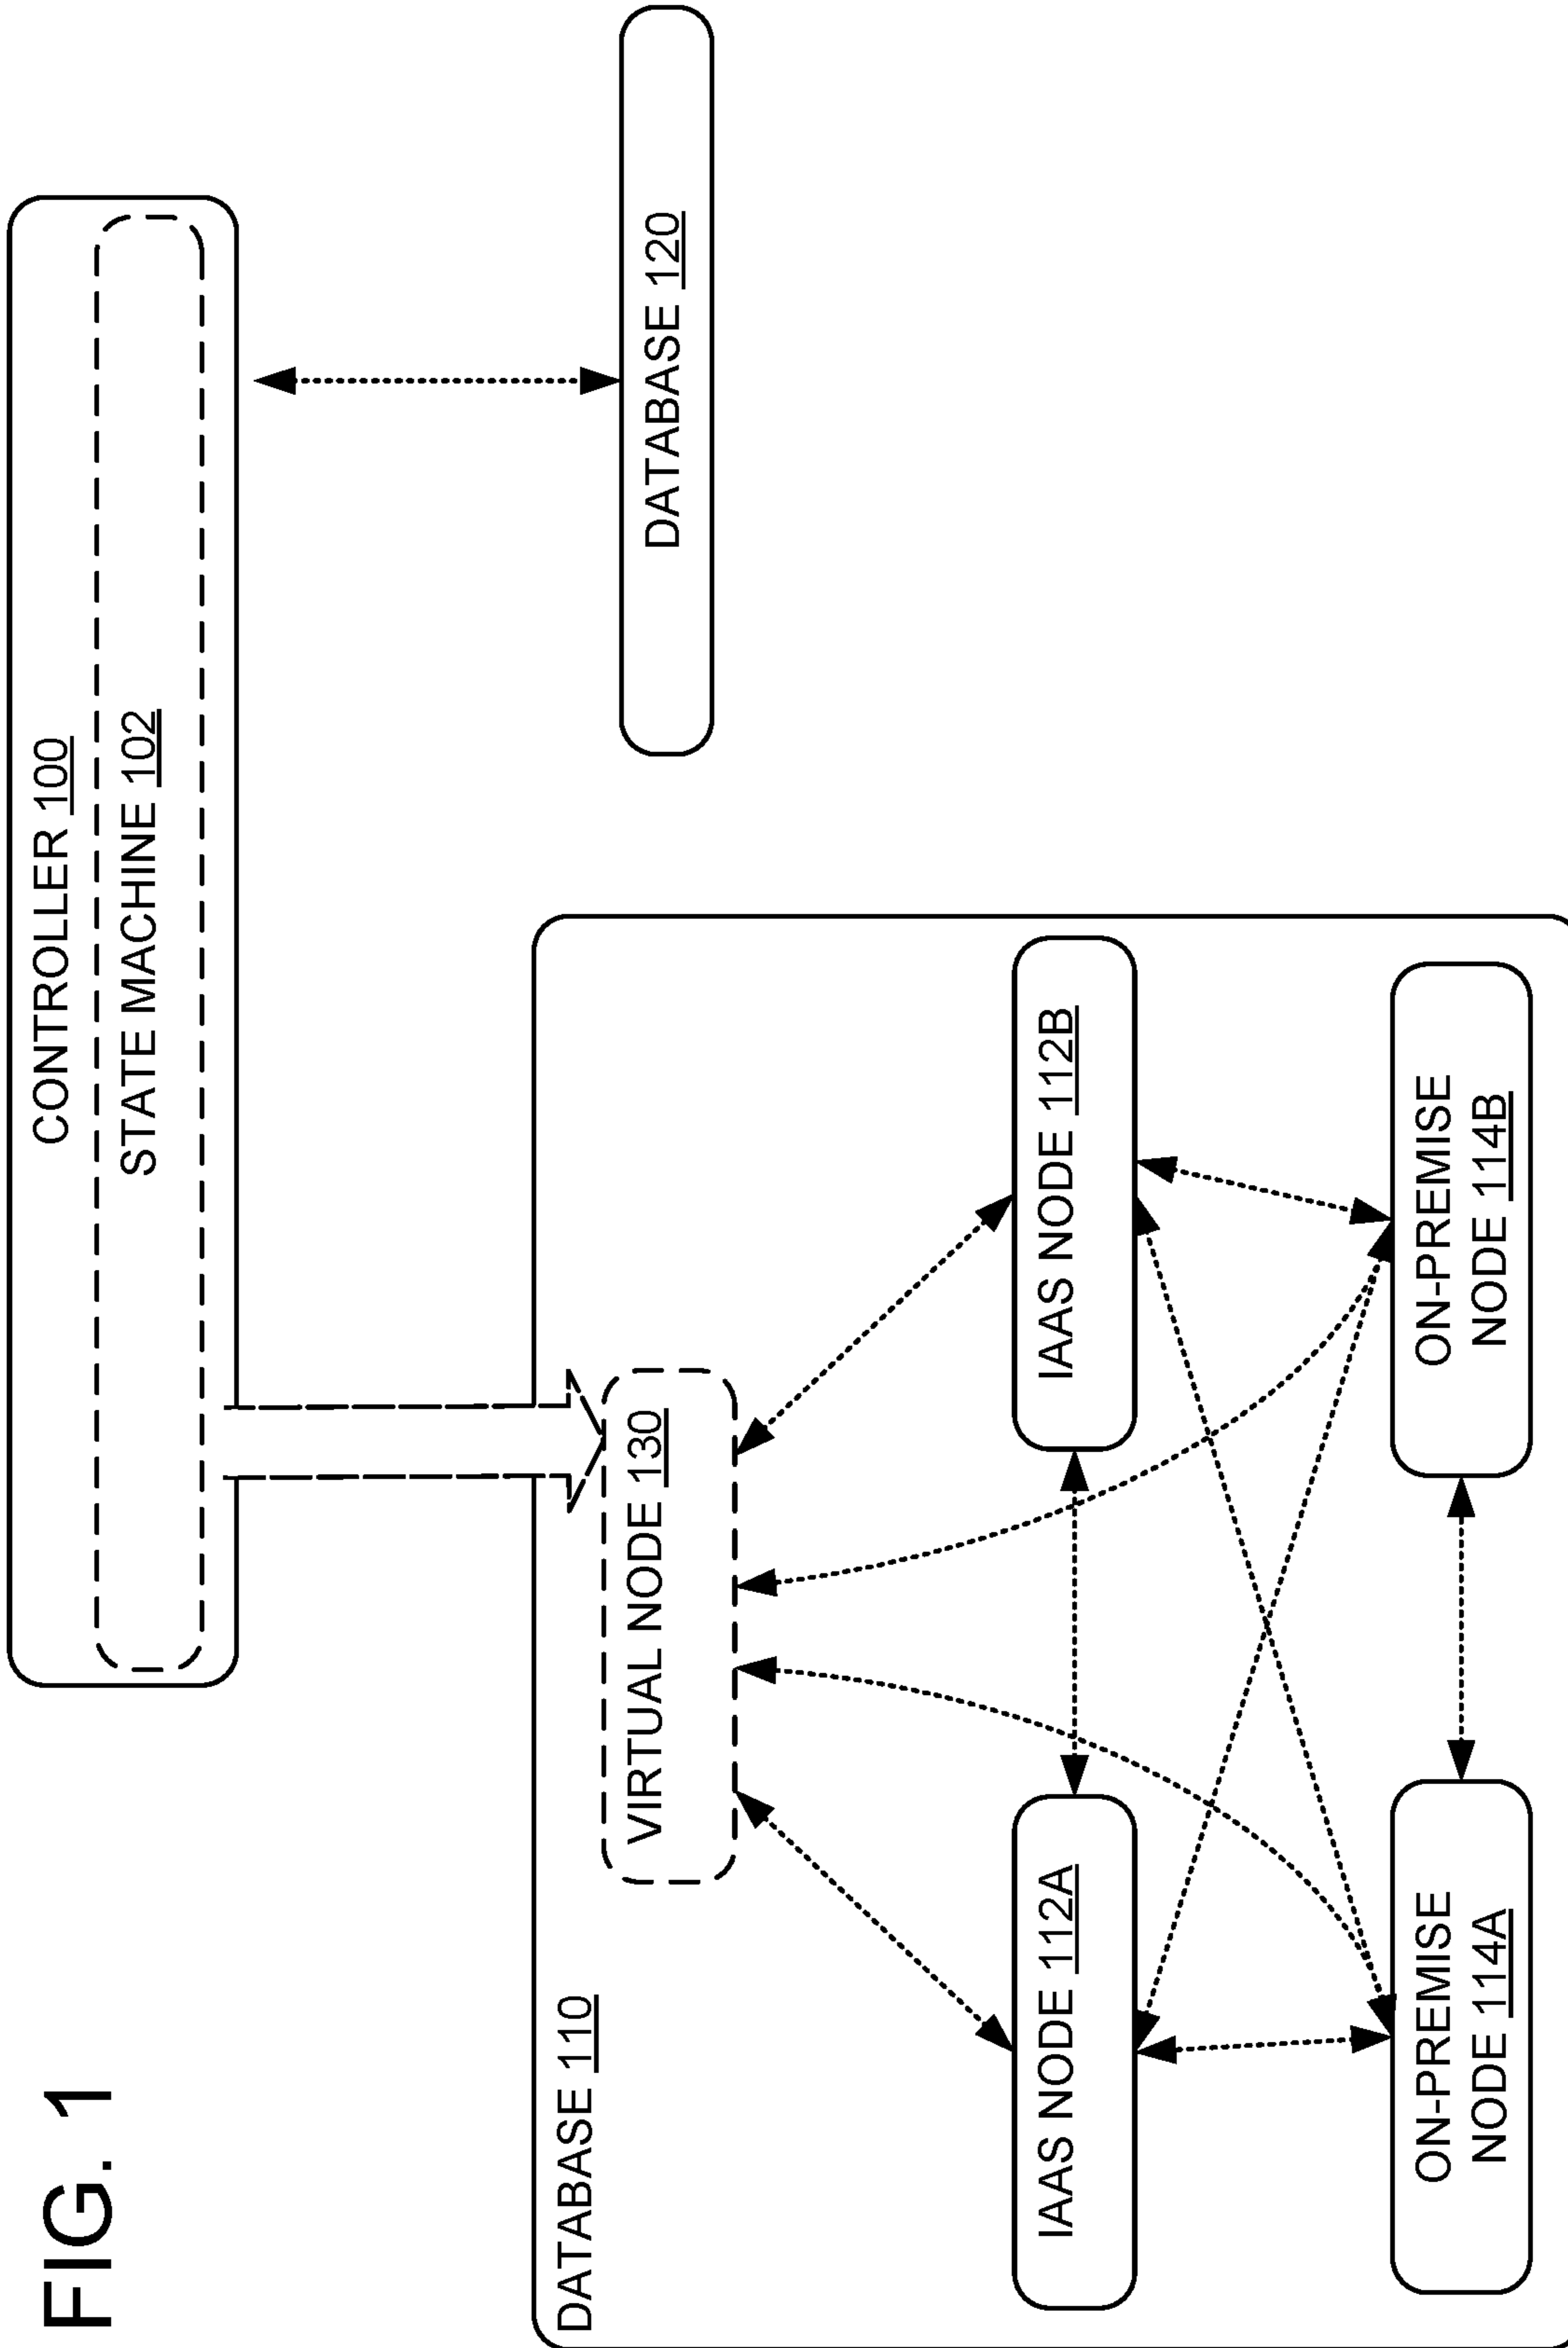 FIG. 1
CONTROLLER 100
STATE MACHINE 102
DATABASE 110
VIRTUAL NODE 130
DATABASE 120
IAAS NODE 112A
IAAS NODE 112B
ON-PREMISE
NODE 114A
ON-PREMISE
NODE 114B